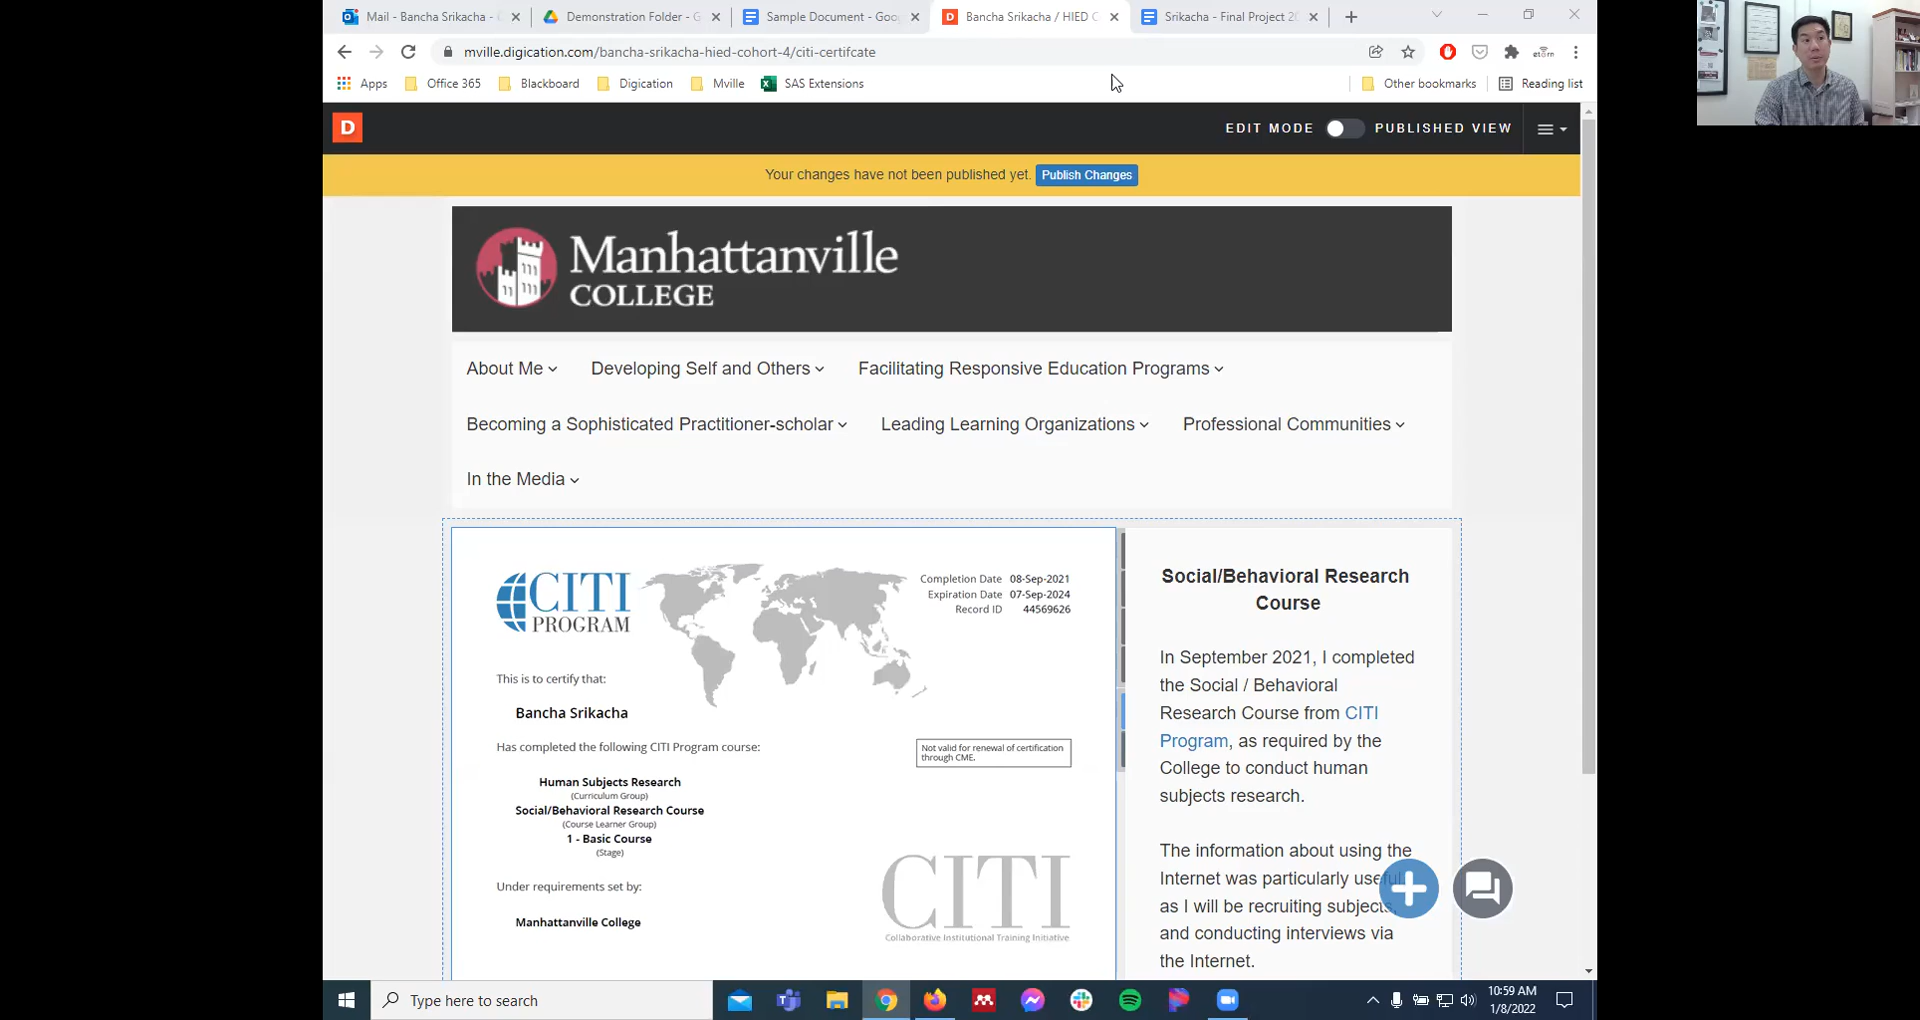 Mail - Bancha Srikacha -
Demonstration Folder - G
Sample Document - Goo
Bancha Srikacha / HIED C
Srikacha - Final Project 20
mville.digication.com/bancha-srikacha-hied-cohort-4/citi-certifcate
Apps Office 365 Blackboard Digication Mville SAS Extensions Other bookmarks Reading list
D EDIT MODE PUBLISHED VIEW
Your changes have not been published yet. Publish Changes
Manhattanville
COLLEGE
About Me Developing Self and Others Facilitating Responsive Education Programs
Becoming a Sophisticated Practitioner-scholar Leading Learning Organizations Professional Communities
In the Media
CITI
PROGRAM
Completion Date 08-Sep-2021
Expiration Date 07-Sep-2024
Record ID 44569626
This is to certify that:
Bancha Srikacha
Has completed the following CITI Program course:
Not valid for renewal of certification
through CME.
Human Subjects Research
(Curriculum Group)
Social/Behavioral Research Course
(Course Learner Group)
1 - Basic Course
(Stage)
Under requirements set by:
Manhattanville College
CITI
Collaborative Institutional Training Initiative
Social/Behavioral Research
Course
In September 2021, I completed
the Social / Behavioral
Research Course from CITI
Program, as required by the
College to conduct human
subjects research.
The information about using the
Internet was particularly useful,
as I will be recruiting subjects,
and conducting interviews via
the Internet.
Type here to search
10:59 AM
1/8/2022